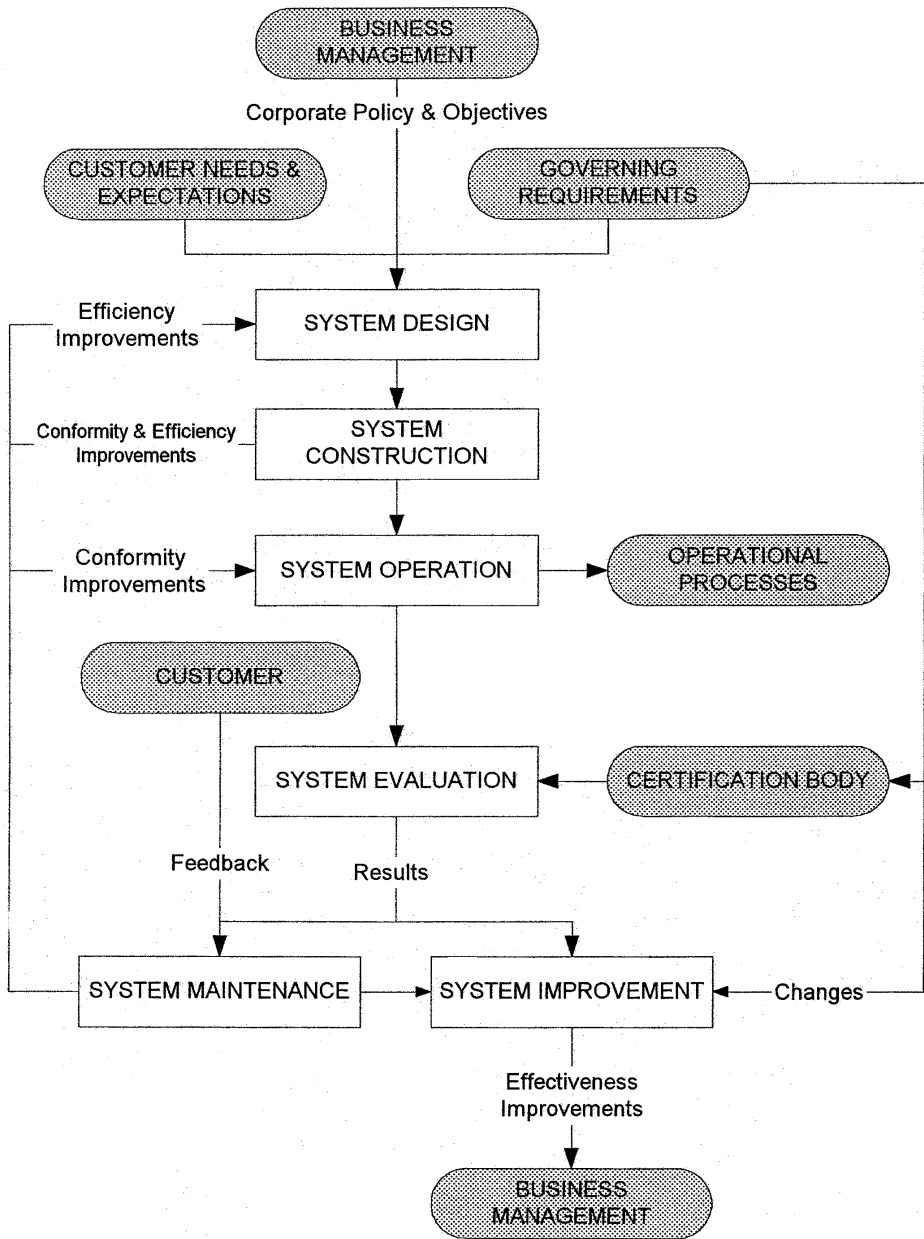 BUSINESS
MANAGEMENT
Corporate Policy & Objectives
CUSTOMER NEEDS &
EXPECTATIONS
GOVERNING
REQUIREMENTS
Efficiency
Improvements
SYSTEM DESIGN
Conformity & Efficiency
Improvements
SYSTEM
CONSTRUCTION
Conformity
Improvements
SYSTEM OPERATION
OPERATIONAL
PROCESSES
CUSTOMER
SYSTEM EVALUATION
CERTIFICATION BODY
Feedback
Results
SYSTEM MAINTENANCE
SYSTEM IMPROVEMENT
Changes
Effectiveness
Improvements
BUSINESS
MANAGEMENT